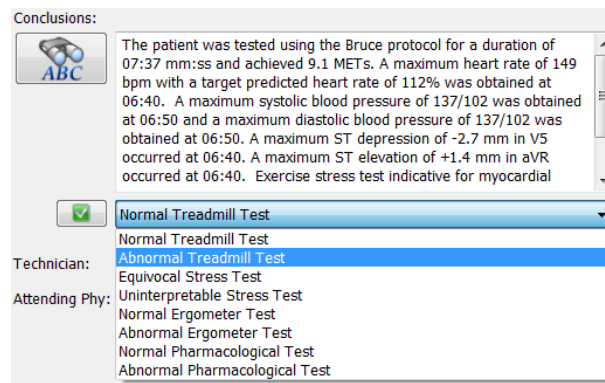 Conclusions:
ABC
The patient was tested using the Bruce protocol for a duration of
07:37 mm:ss and achieved 9.1 METs. A maximum heart rate of 149
bpm with a target predicted heart rate of 112% was obtained at
06:40.  A maximum systolic blood pressure of 137/102 was obtained
at 06:50 and a maximum diastolic blood pressure of 137/102 was
obtained at 06:50. A maximum ST depression of -2.7 mm in V5
occurred at 06:40. A maximum ST elevation of +1.4 mm in aVR
occurred at 06:40.  Exercise stress test indicative for myocardial
Normal Treadmill Test
Normal Treadmill Test
Abnormal Treadmill Test
Technician:
Equivocal Stress Test
Uninterpretable Stress Test
Attending Phy:
Normal Ergometer Test
Abnormal Ergometer Test
Normal Pharmacological Test
Abnormal Pharmacological Test